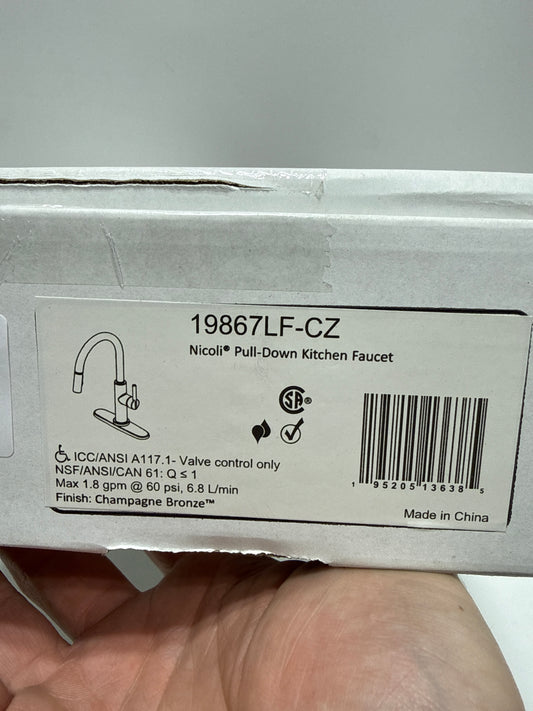 19867LF-CZ
Nicoli® Pull-Down Kitchen Faucet
SA®
ICC/ANSI A117.1- Valve control only
NSF/ANSI/CAN 61: Q ≤ 1
Max 1.8 gpm @ 60 psi, 6.8 L/min
Finish: Champagne Bronze™
1 95205 13638 5
Made in China